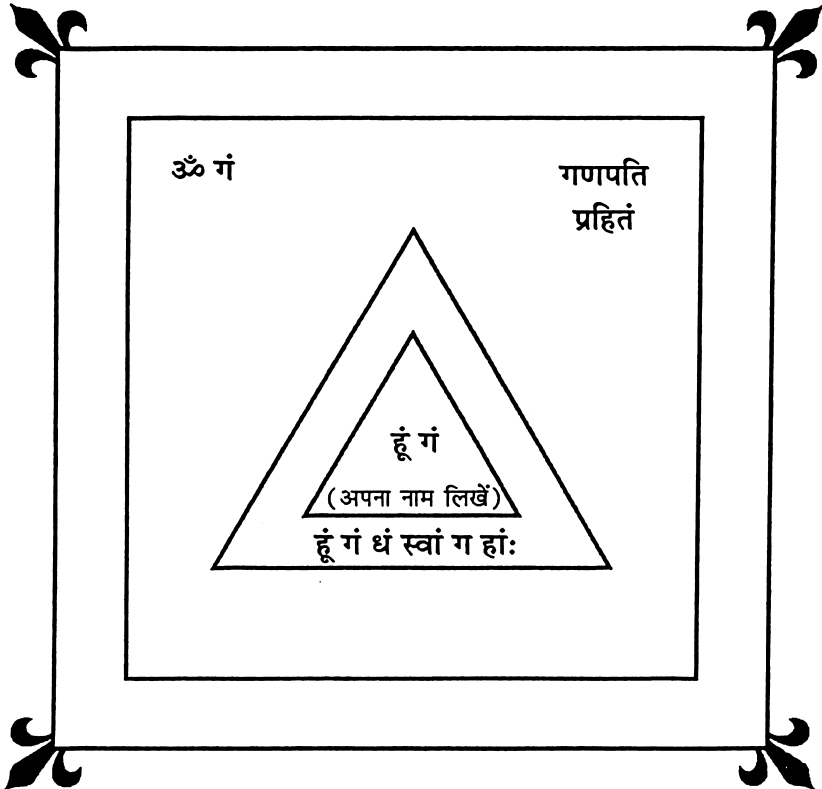 ॐ गं
गणपति
प्रहितं
हूं गं
(अपना नाम लिखें)
हूं गं धं स्वां ग हांः